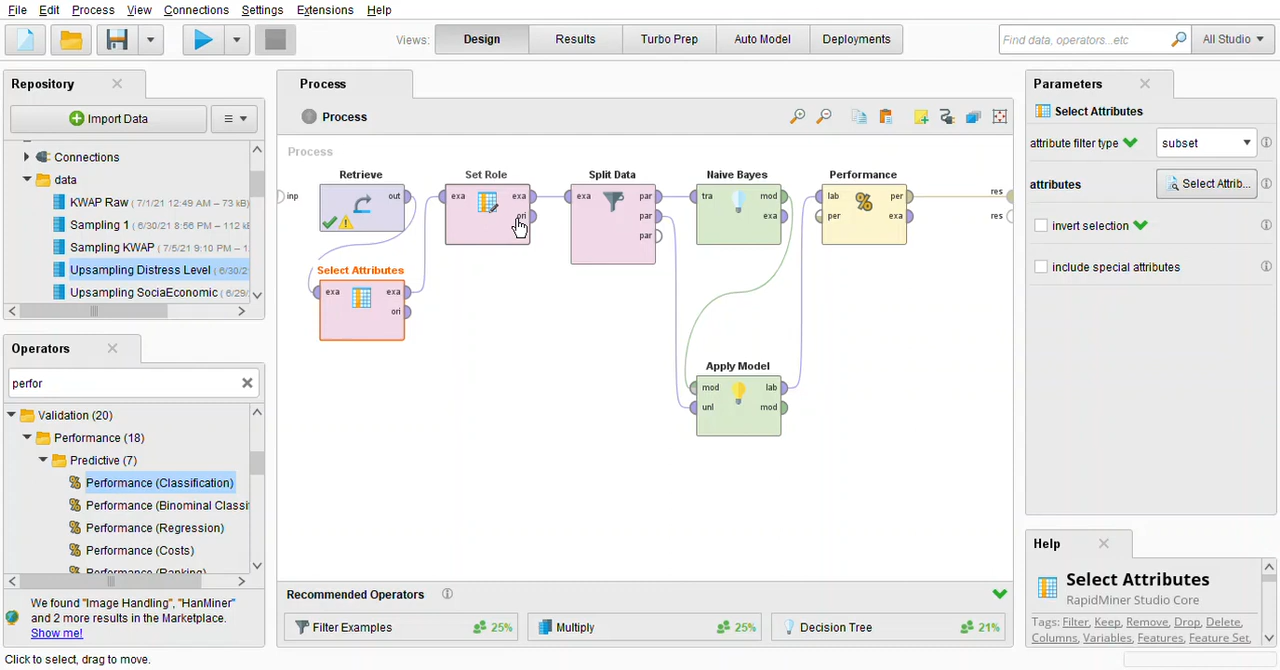 File Edit Process View Connections Settings Extensions Help
Views: Design Results Turbo Prep Auto Model Deployments
Find data, operators...etc All Studio
Repository
Import Data
Connections
data
KWAP Raw (7/1/21 12:49 AM – 73 kB)
Sampling 1 (6/30/21 8:56 PM – 112 k
Sampling KWAP (7/5/21 9:10 PM – 1
Upsampling Distress Level (6/30/2
Upsampling SociaEconomic (6/29/
Operators
perfor
Validation (20)
Performance (18)
Predictive (7)
Performance (Classification)
Performance (Binominal Classif
Performance (Regression)
Performance (Costs)
Performance (Ranking)
We found "Image Handling", "HanMiner"
and 2 more results in the Marketplace.
Show me!
Click to select, drag to move.
Process
Process
Process
inp
Retrieve
out
Select Attributes
exa exa
ori
Set Role
exa exa
ori
Split Data
exa par
par
par
Naive Bayes
tra mod
exa
Performance
lab per
per exa
res
res
Apply Model
mod lab
unl mod
Recommended Operators
Filter Examples 25%
Multiply 25%
Decision Tree 21%
Parameters
Select Attributes
attribute filter type subset
attributes Select Attrib...
invert selection
include special attributes
Help
Select Attributes
RapidMiner Studio Core
Tags: Filter, Keep, Remove, Drop, Delete,
Columns, Variables, Features, Feature Set,